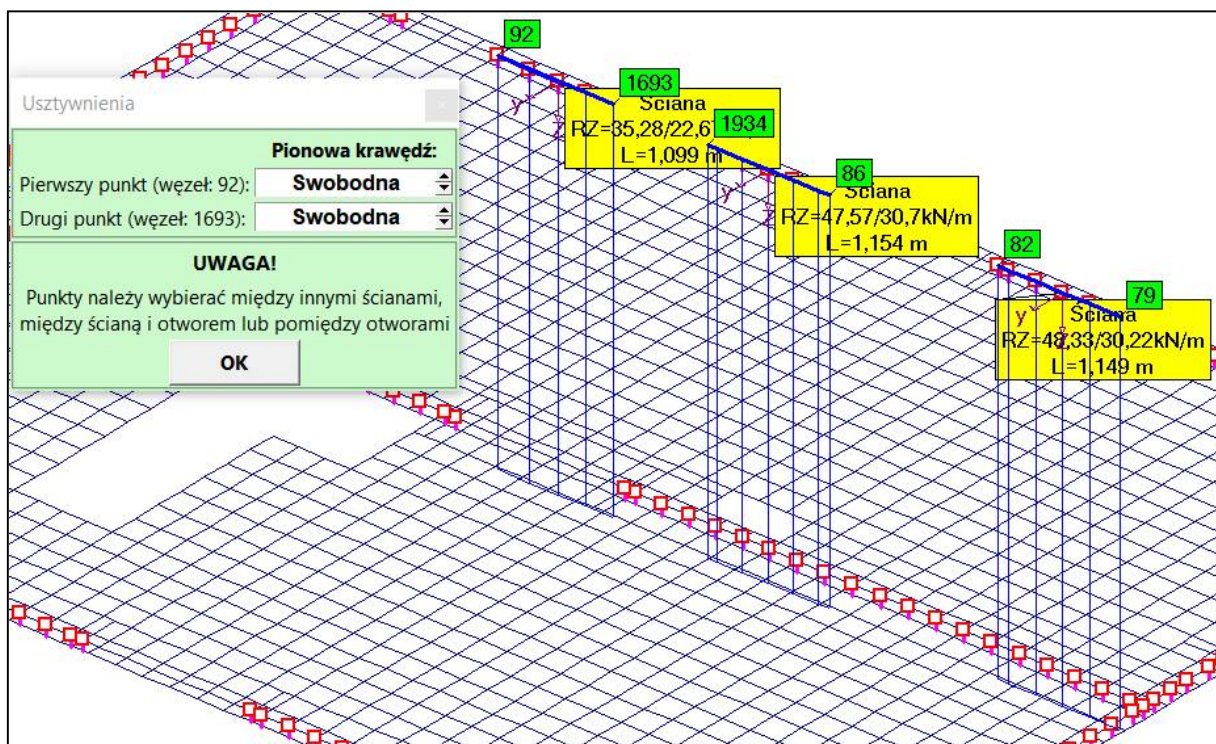 Usztywnienia
Pionowa krawędź:
Pierwszy punkt (węzeł: 92):
Swobodna
Drugi punkt (węzeł: 1693):
Swobodna
UWAGA!
Punkty należy wybierać między innymi ścianami,
między ścianą i otworem lub pomiędzy otworami
OK
92
1693
Ściana
RZ=35,28/22,6
L=1,099 m
y
z
1934
86
Ściana
RZ=47,57/30,7kN/m
L=1,154 m
y
z
82
79
Ściana
RZ=48,33/30,22kN/m
L=1,149 m
y
z